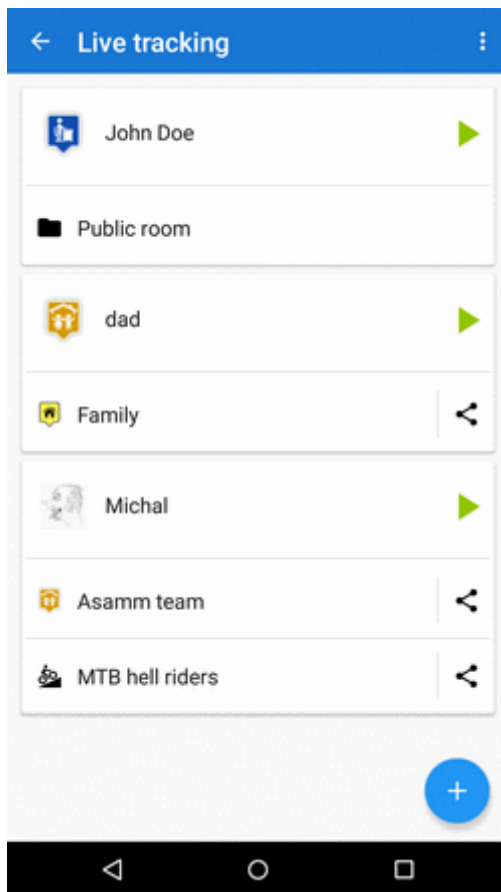 Live tracking
John Doe
Public room
dad
Family
Michal
Asamm team
MTB hell riders